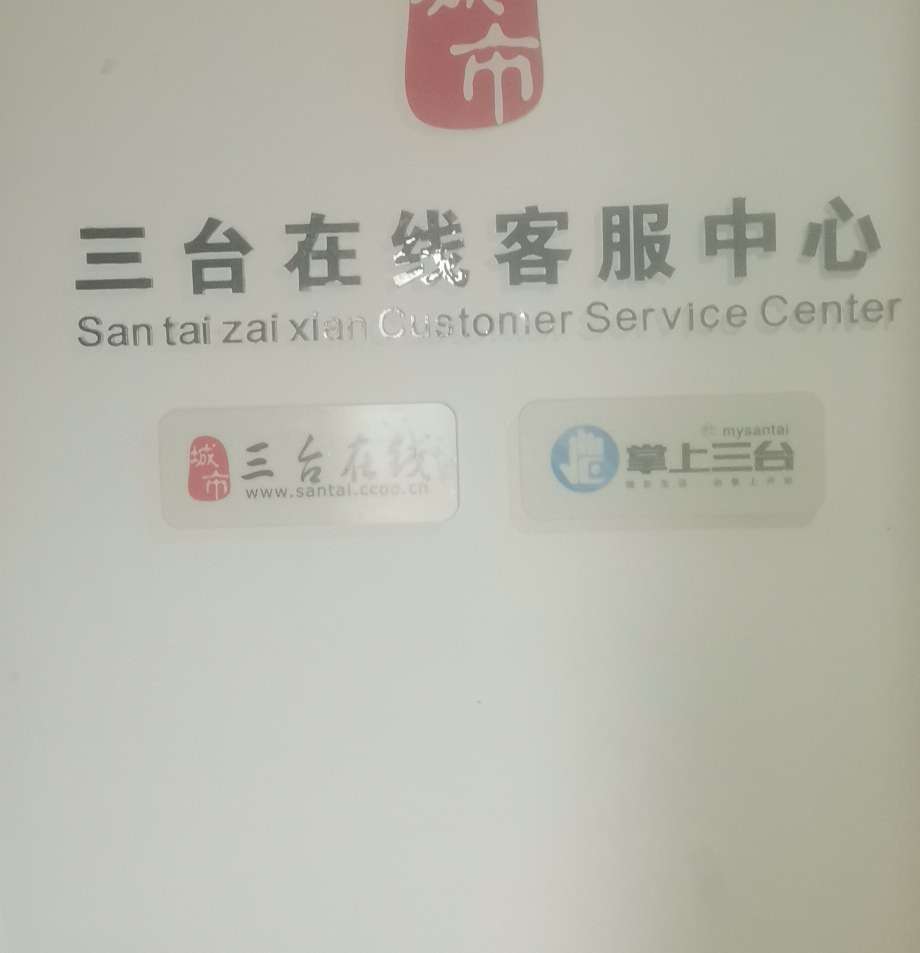 城
市
三台在线客服中心
San tai zai xian Customer Service Center
城
市
三台在线
www.santai.ccoo.cn
mysantai
掌上三台